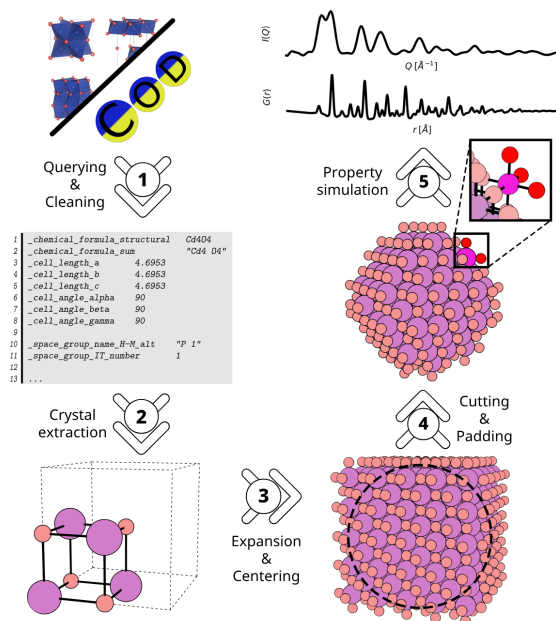 COD
I(Q)
Q [Å⁻¹]
G(r)
r [Å]
Querying
&
Cleaning
1
Property
simulation
5
1 _chemical_formula_structural Cd4O4
2 _chemical_formula_sum "Cd4 O4"
3 _cell_length_a 4.6953
4 _cell_length_b 4.6953
5 _cell_length_c 4.6953
6 _cell_angle_alpha 90
7 _cell_angle_beta 90
8 _cell_angle_gamma 90
9
10 _space_group_name_H-M_alt "P 1"
11 _space_group_IT_number 1
12
13 ...
Crystal
extraction
2
4
Cutting
&
Padding
3
Expansion
&
Centering